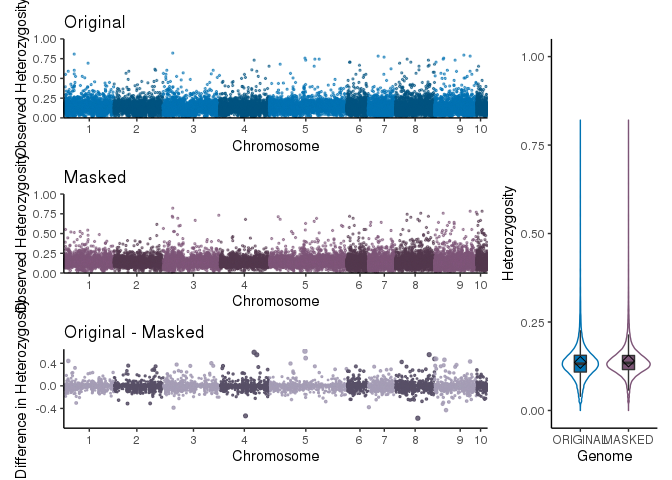 Original
Observed Heterozygosity
1.00
0.75
0.50
0.25
0.00
1 2 3 4 5 6 7 8 9 10
Chromosome
Masked
Observed Heterozygosity
1.00
0.75
0.50
0.25
0.00
1 2 3 4 5 6 7 8 9 10
Chromosome
Original - Masked
Difference in Heterozygosity
0.4
0.0
-0.4
1 2 3 4 5 6 7 8 9 10
Chromosome
Heterozygosity
1.00
0.75
0.50
0.25
0.00
ORIGINAL MASKED
Genome